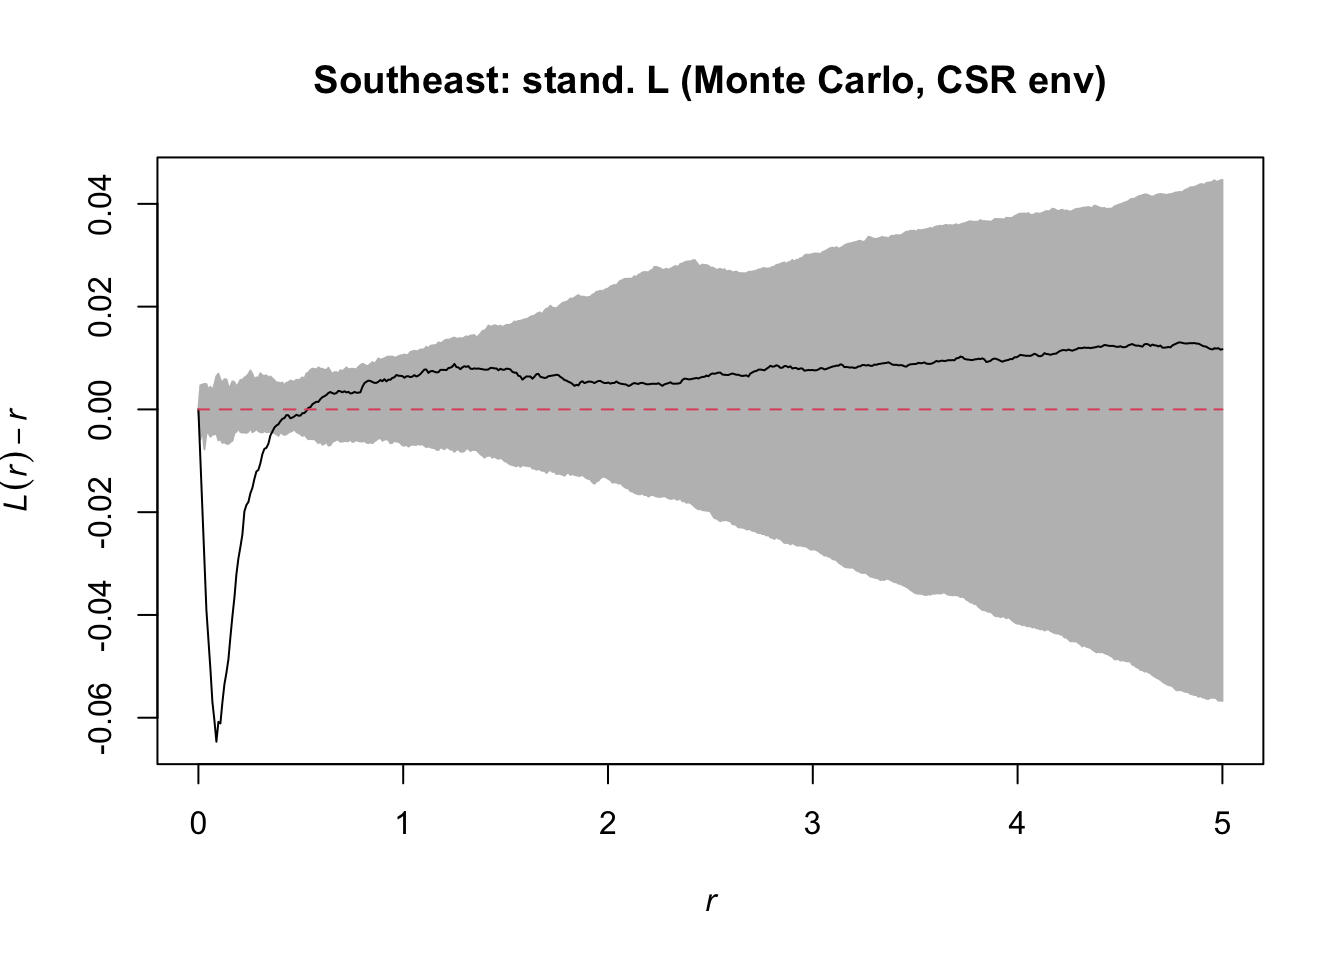 Southeast: stand. L (Monte Carlo, CSR env)
0.04
0.02
0.00
-0.02
-0.04
-0.06
L(r) − r
0 1 2 3 4 5
r